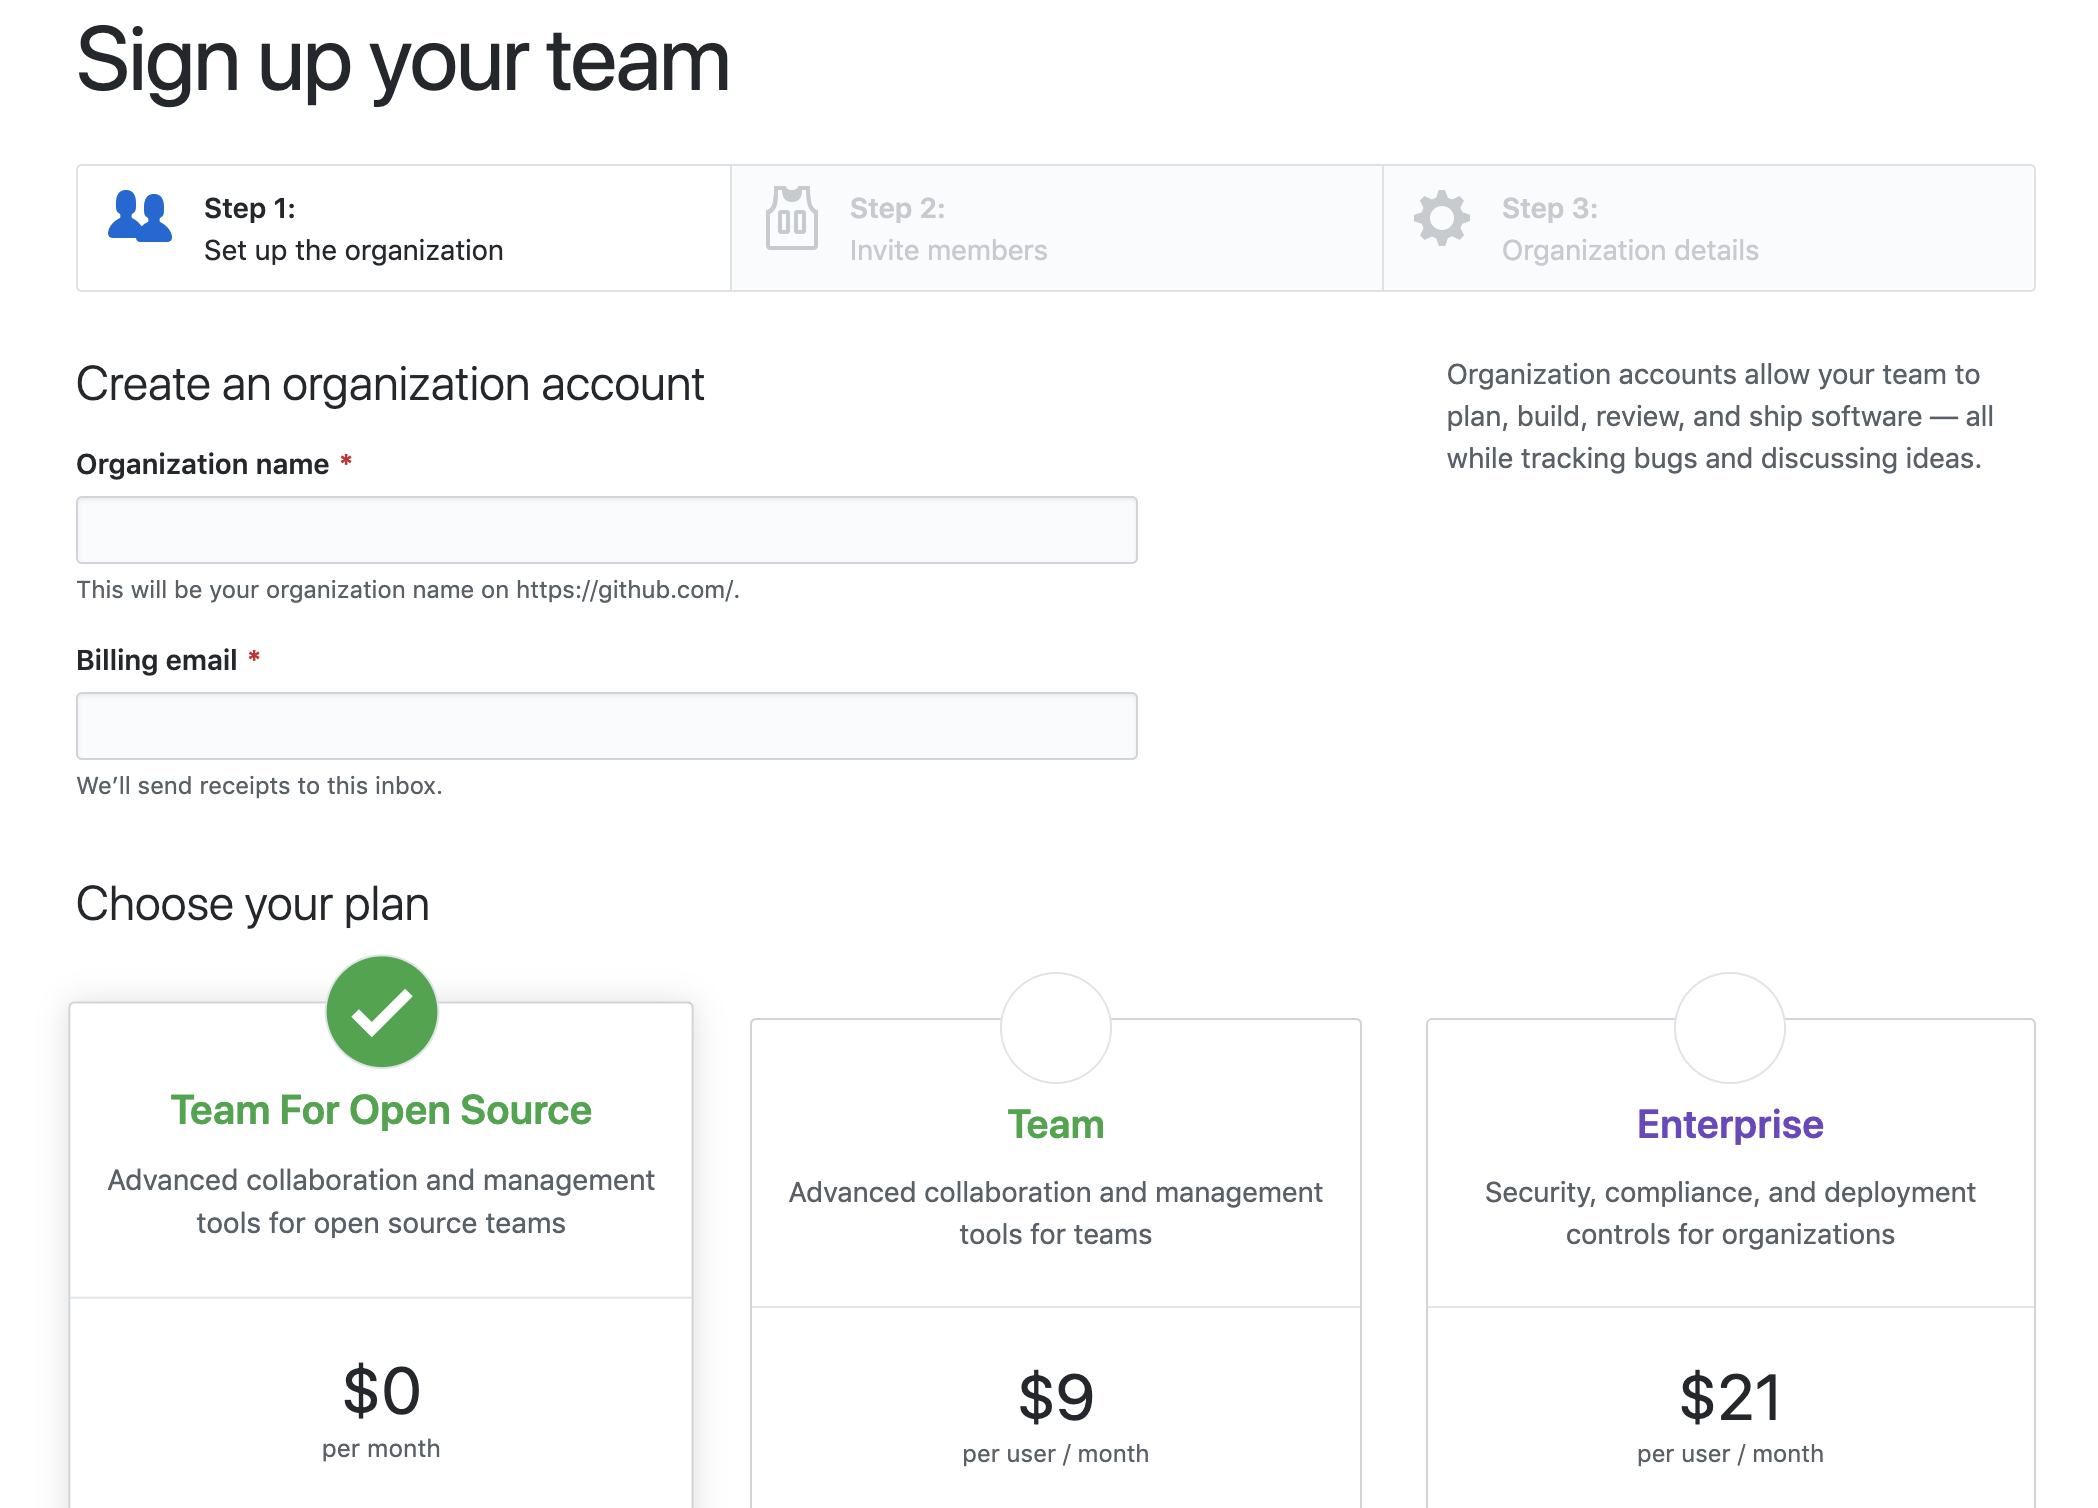 Sign up your team
Step 1:
Set up the organization
Step 2:
Invite members
Step 3:
Organization details
Create an organization account
Organization name *
This will be your organization name on https://github.com/.
Billing email *
We’ll send receipts to this inbox.
Organization accounts allow your team to
plan, build, review, and ship software — all
while tracking bugs and discussing ideas.
Choose your plan
Team For Open Source
Advanced collaboration and management
tools for open source teams
$0
per month
Team
Advanced collaboration and management
tools for teams
$9
per user / month
Enterprise
Security, compliance, and deployment
controls for organizations
$21
per user / month